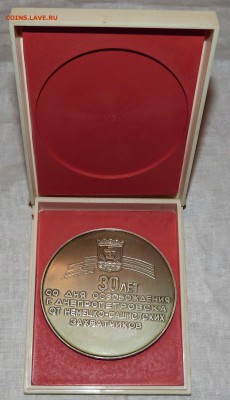 COINS.LAVE.RU
30 ЛЕТ
СО ДНЯ ОСВОБОЖДЕНИЯ
г. ДНЕПРОПЕТРОВСКА
ОТ НЕМЕЦКО-ФАШИСТСКИХ
ЗАХВАТЧИКОВ